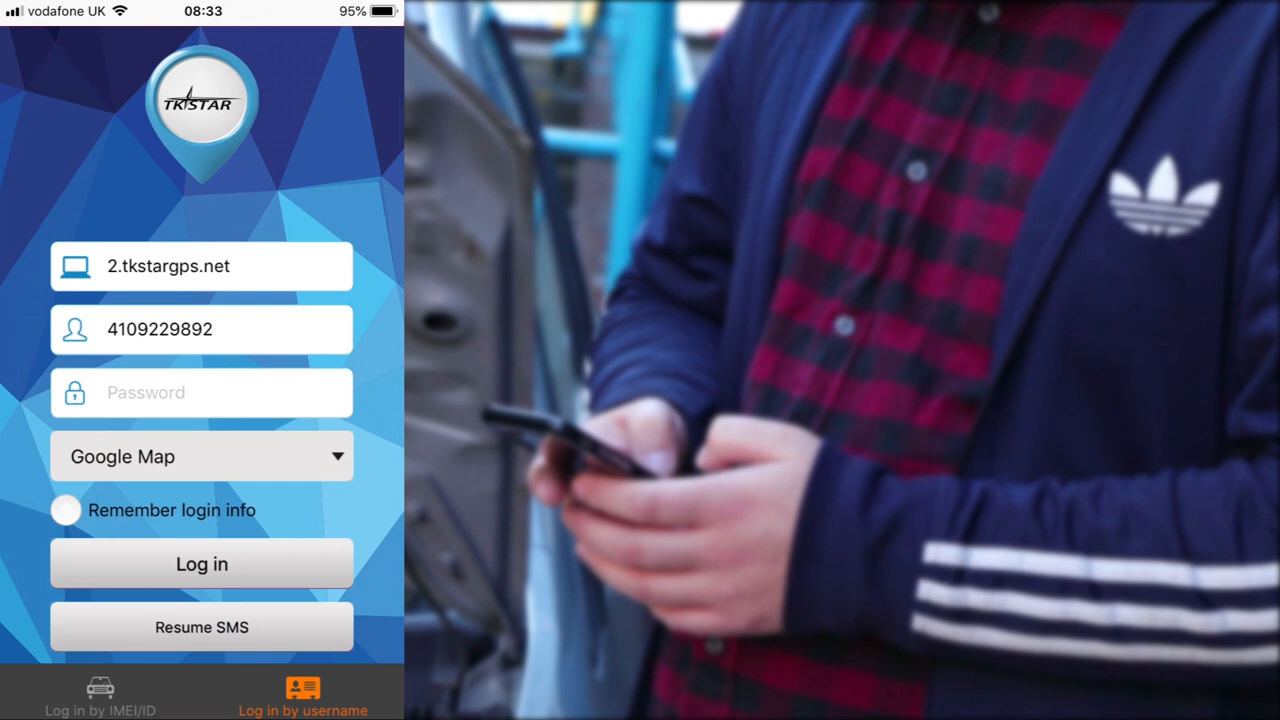 vodafone UK
08:33
95%
TKSTAR
2.tkstargps.net
4109229892
Password
Google Map
Remember login info
Log in
Resume SMS
Log in by IMEI/ID
Log in by username